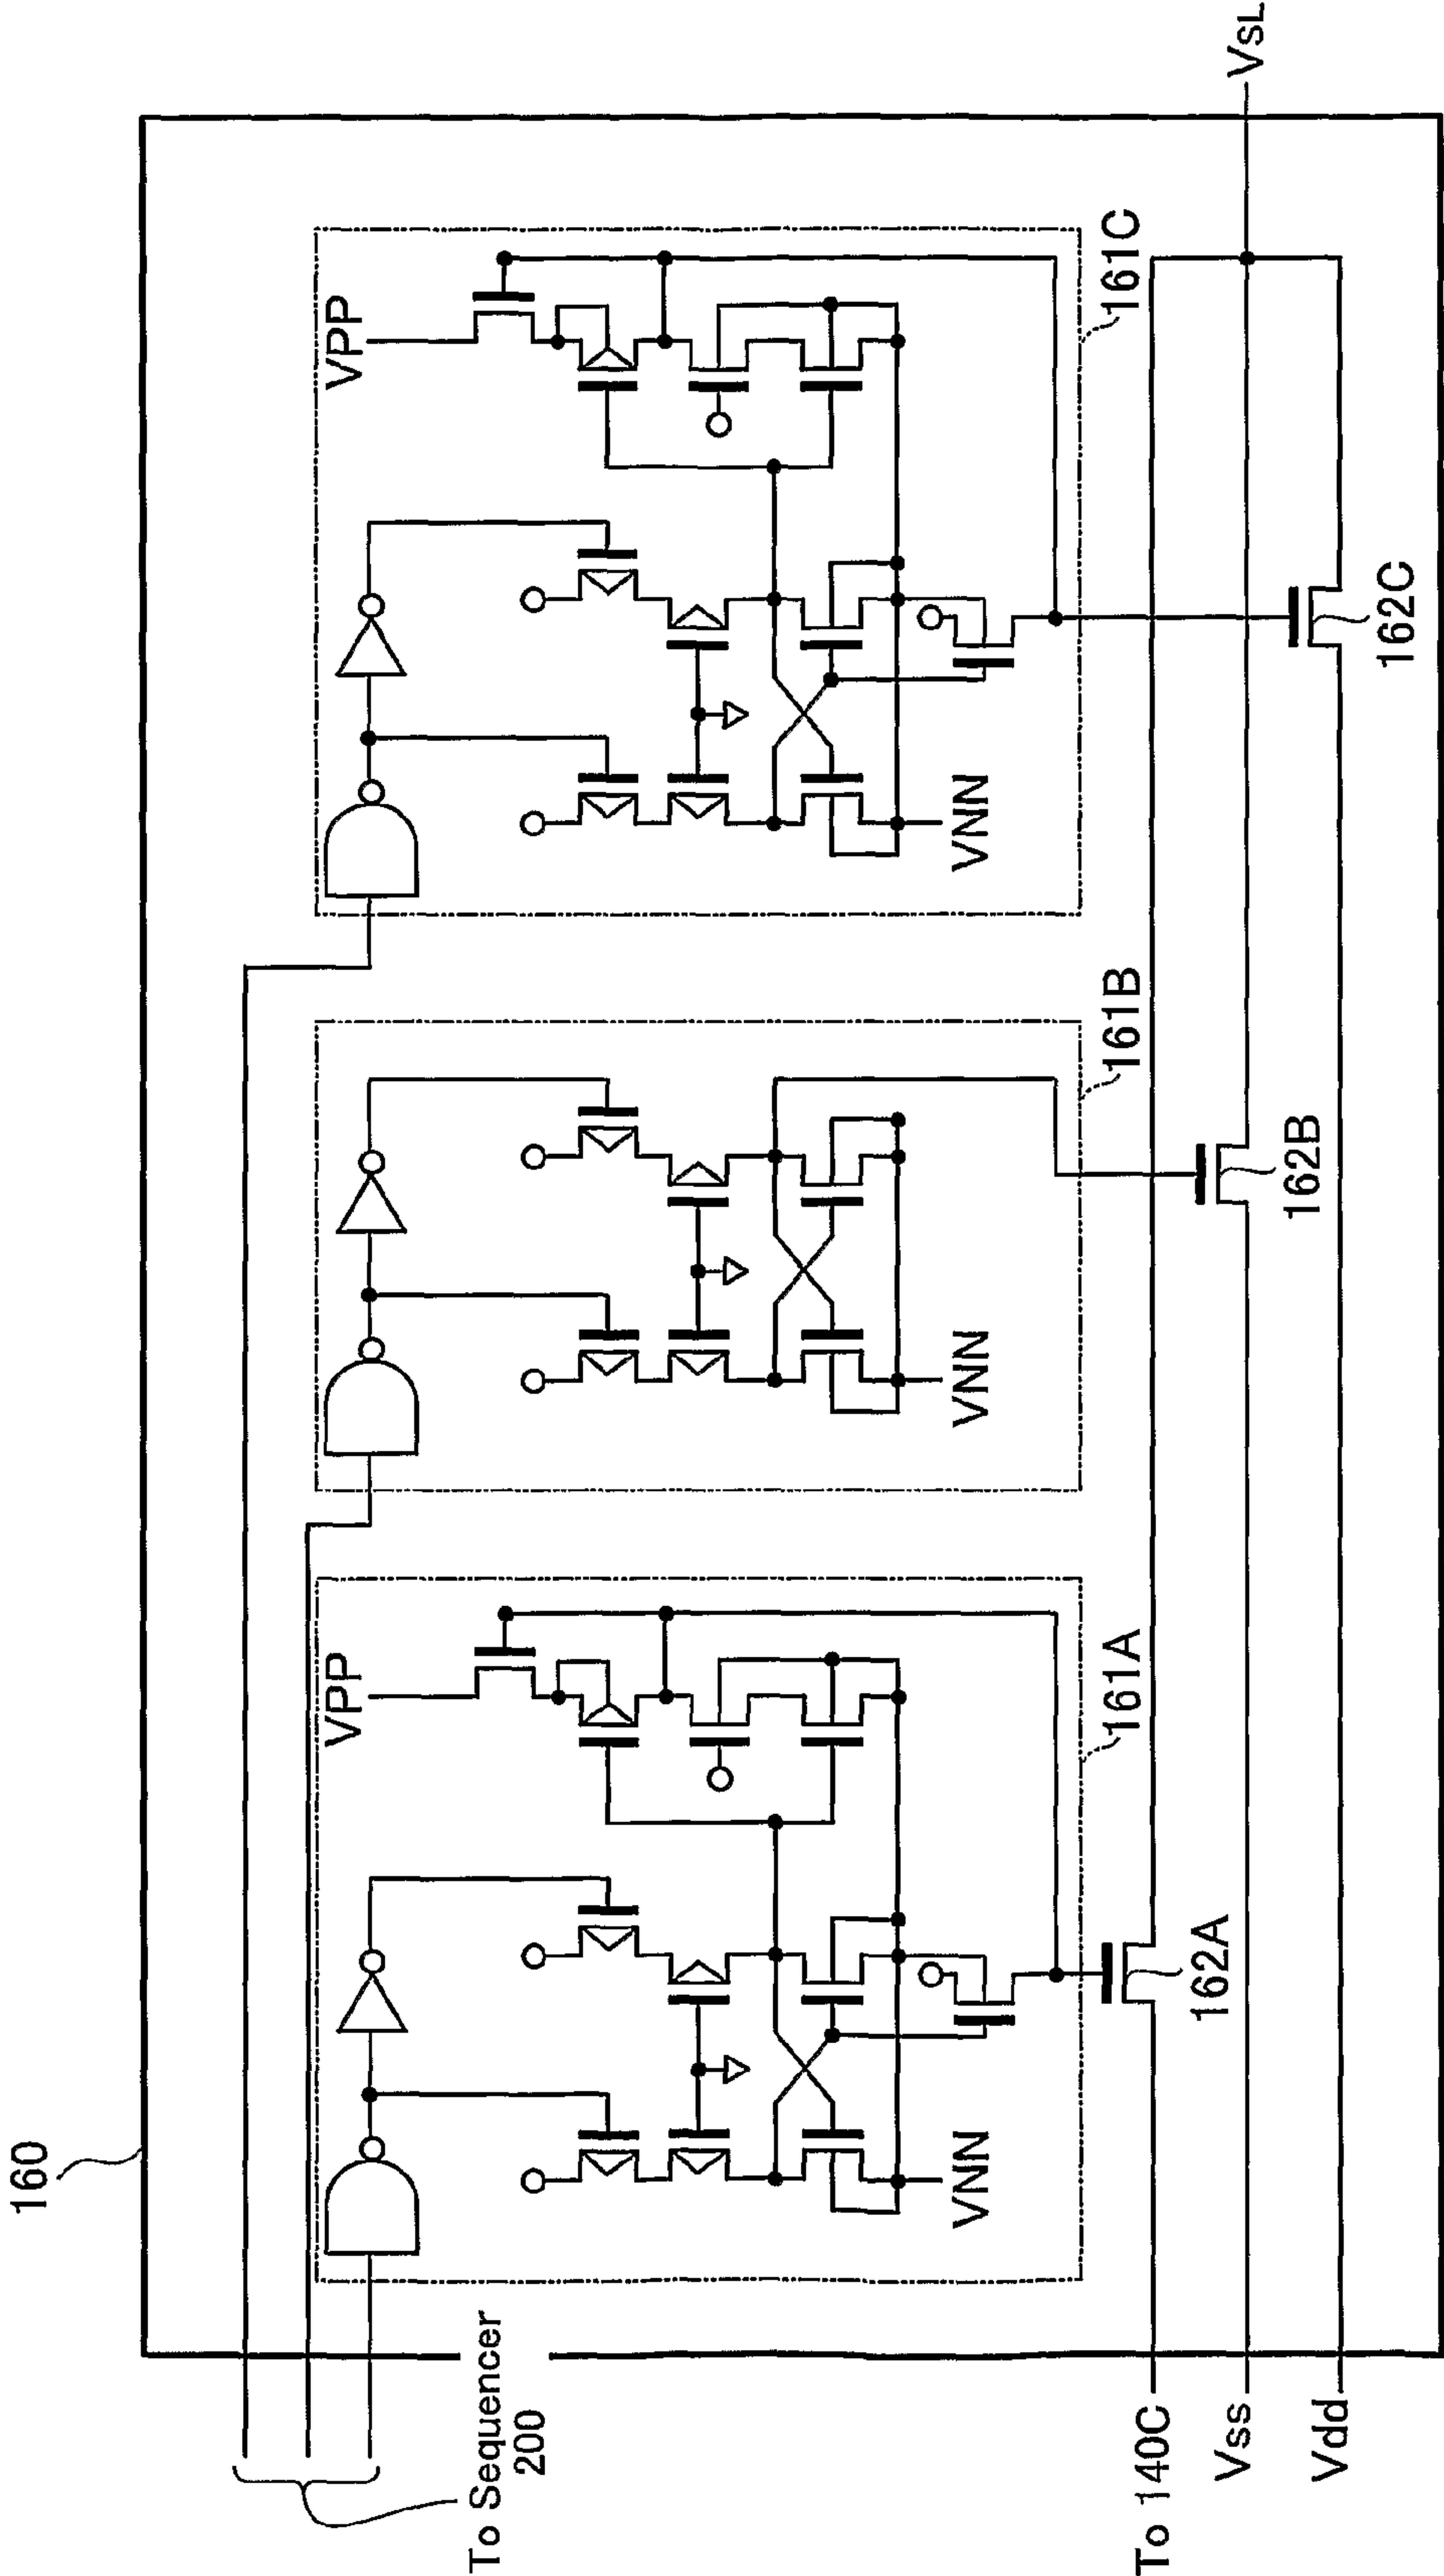 160
To Sequencer
200
VPP
VNN
161A
VNN
161B
VPP
VNN
161C
162A
162B
162C
To 140C
Vss
Vdd
VSL